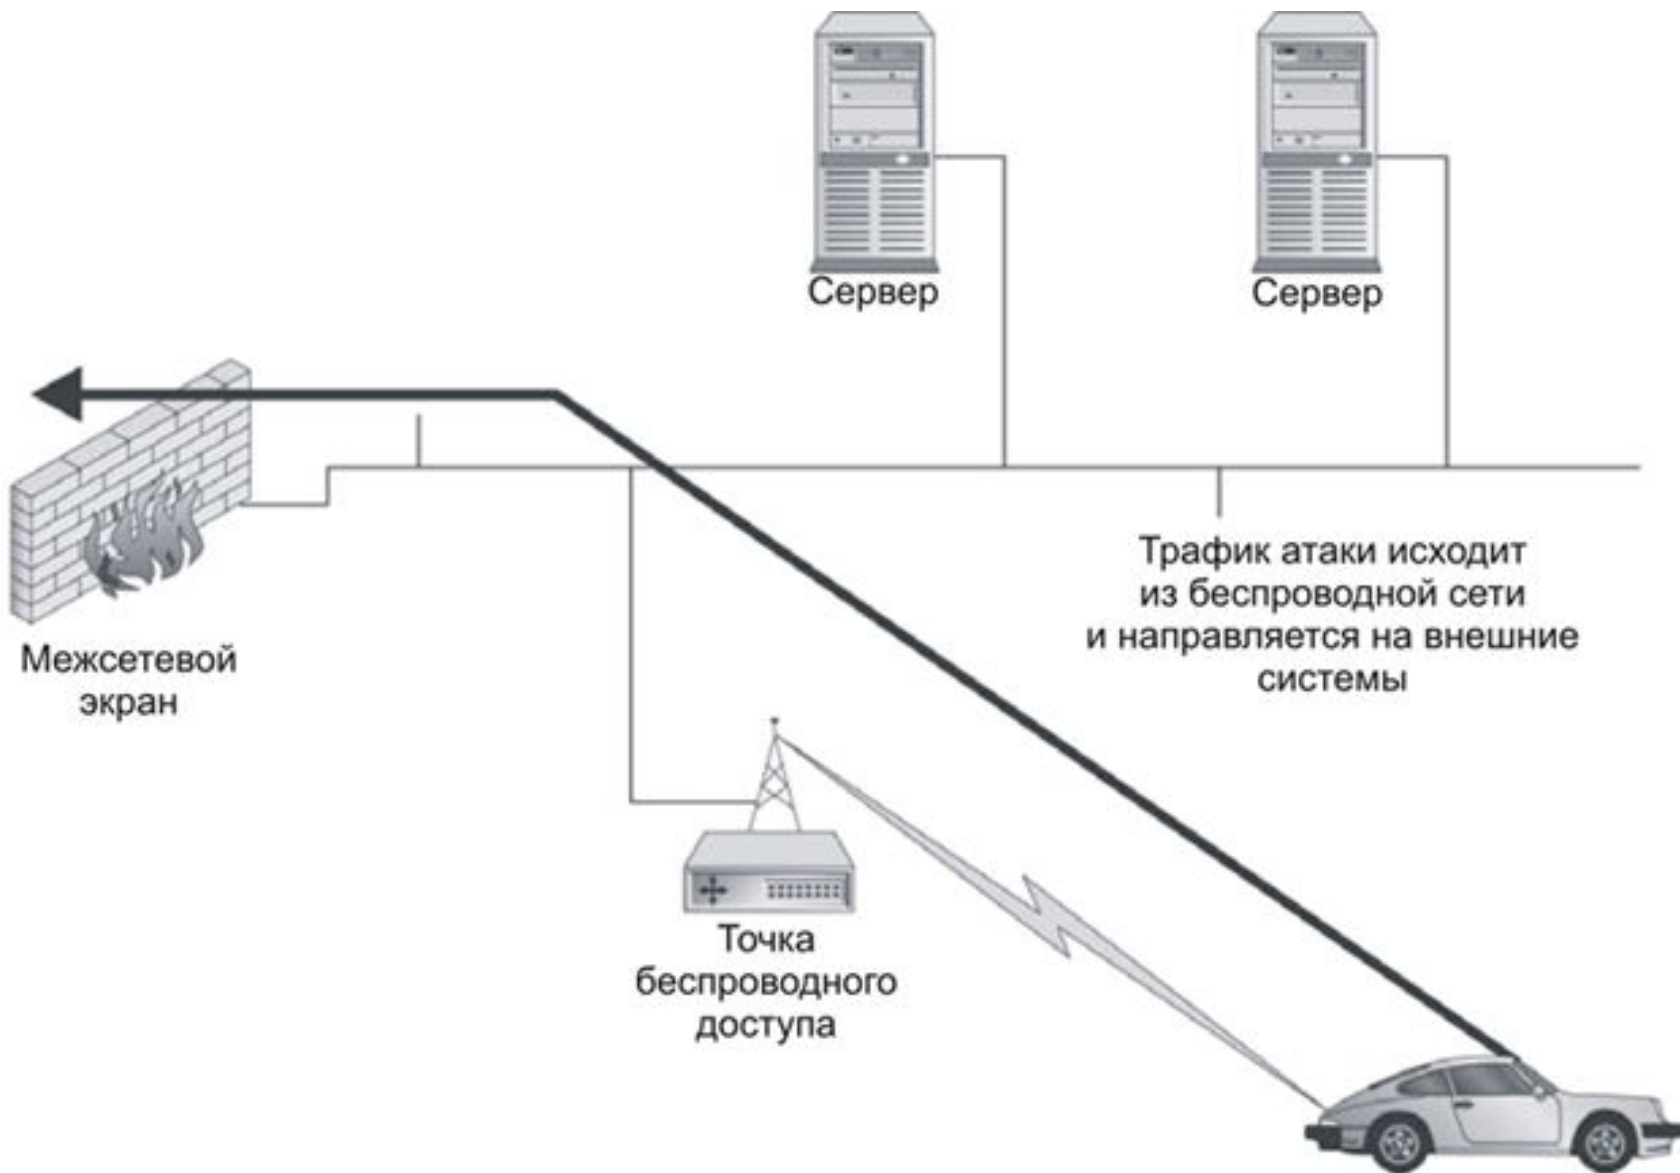 Сервер
Сервер
Межсетевой
экран
Трафик атаки исходит
из беспроводной сети
и направляется на внешние
системы
Точка
беспроводного
доступа